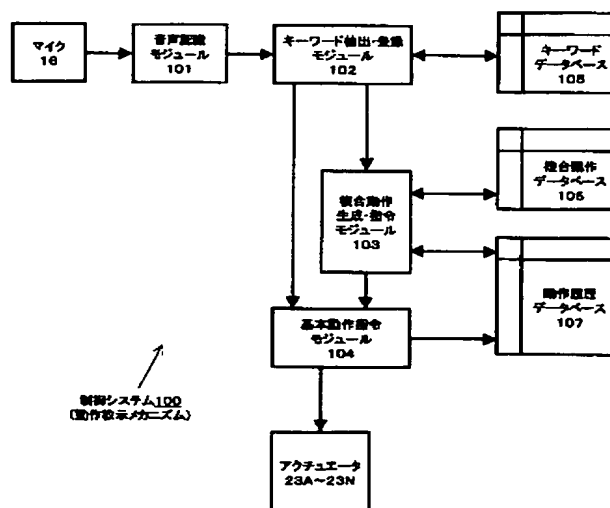 マイク
16
音声認識
モジュール
101
キーワード抽出・登録
モジュール
102
キーワード
データベース
105
複合動作
データベース
106
複合動作
生成・指令
モジュール
103
動作履歴
データベース
107
基本動作指令
モジュール
104
制御システム100
(動作教示メカニズム)
アクチュエータ
23A～23N